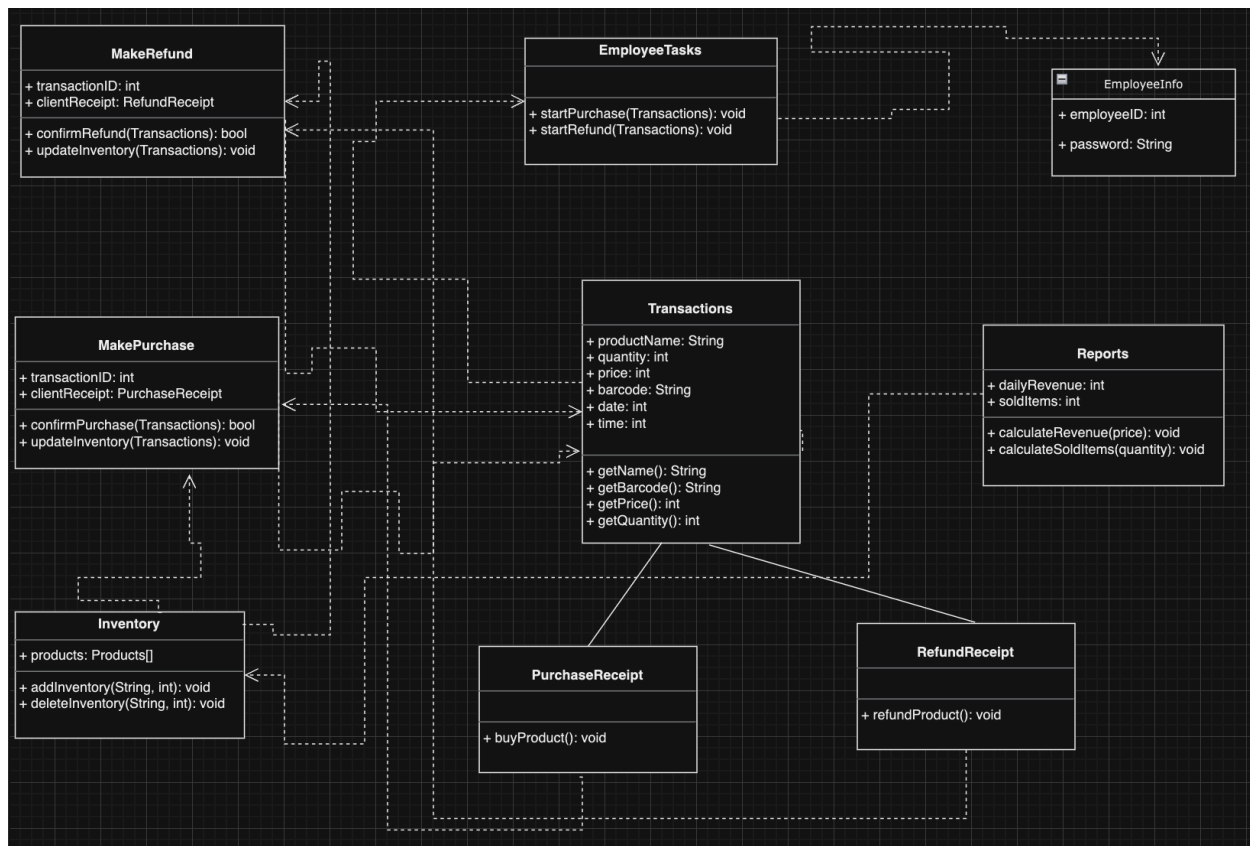 MakeRefund
+ transactionID: int
+ clientReceipt: RefundReceipt
+ confirmRefund(Transactions): bool
+ updateInventory(Transactions): void
EmployeeTasks
+ startPurchase(Transactions): void
+ startRefund(Transactions): void
EmployeeInfo
+ employeeID: int
+ password: String
MakePurchase
+ transactionID: int
+ clientReceipt: PurchaseReceipt
+ confirmPurchase(Transactions): bool
+ updateInventory(Transactions): void
Transactions
+ productName: String
+ quantity: int
+ price: int
+ barcode: String
+ date: int
+ time: int
+ getName(): String
+ getBarcode(): String
+ getPrice(): int
+ getQuantity(): int
Reports
+ dailyRevenue: int
+ soldItems: int
+ calculateRevenue(price): void
+ calculateSoldItems(quantity): void
Inventory
+ products: Products[]
+ addInventory(String, int): void
+ deleteInventory(String, int): void
PurchaseReceipt
+ buyProduct(): void
RefundReceipt
+ refundProduct(): void